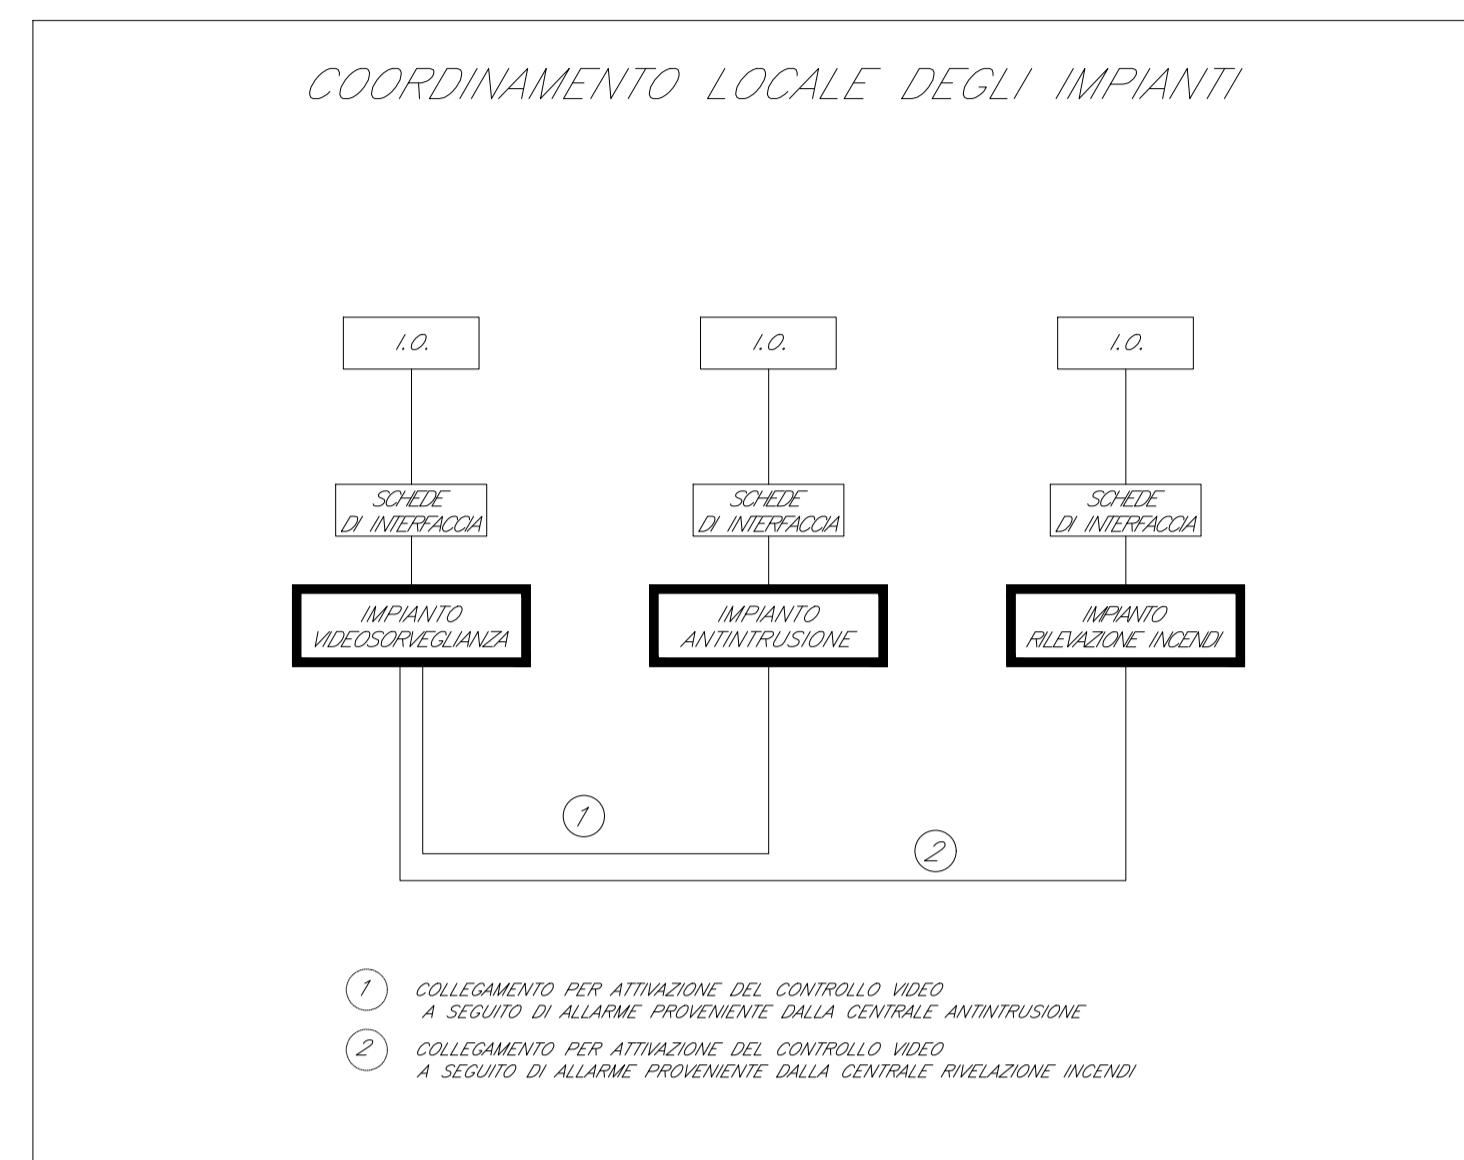 COORDINAMENTO LOCALE DEGLI IMPIANTI
I.O.
I.O.
I.O.
SCHEDE
DI INTERFACCIA
SCHEDE
DI INTERFACCIA
SCHEDE
DI INTERFACCIA
IMPIANTO
VIDEOSORVEGLIANZA
IMPIANTO
ANTINTRUSIONE
IMPIANTO
RILEVAZIONE INCENDI
1
2
1 COLLEGAMENTO PER ATTIVAZIONE DEL CONTROLLO VIDEO
A SEGUITO DI ALLARME PROVENIENTE DALLA CENTRALE ANTINTRUSIONE
2 COLLEGAMENTO PER ATTIVAZIONE DEL CONTROLLO VIDEO
A SEGUITO DI ALLARME PROVENIENTE DALLA CENTRALE RIVELAZIONE INCENDI